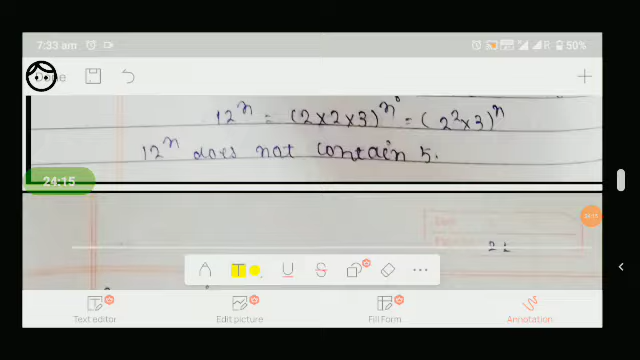 7:33 am 50%
Done
12ⁿ = (2×2×3)ⁿ = (2²×3)ⁿ
12ⁿ does not contain 5.
24:15
Text editor Edit picture Fill Form Annotation